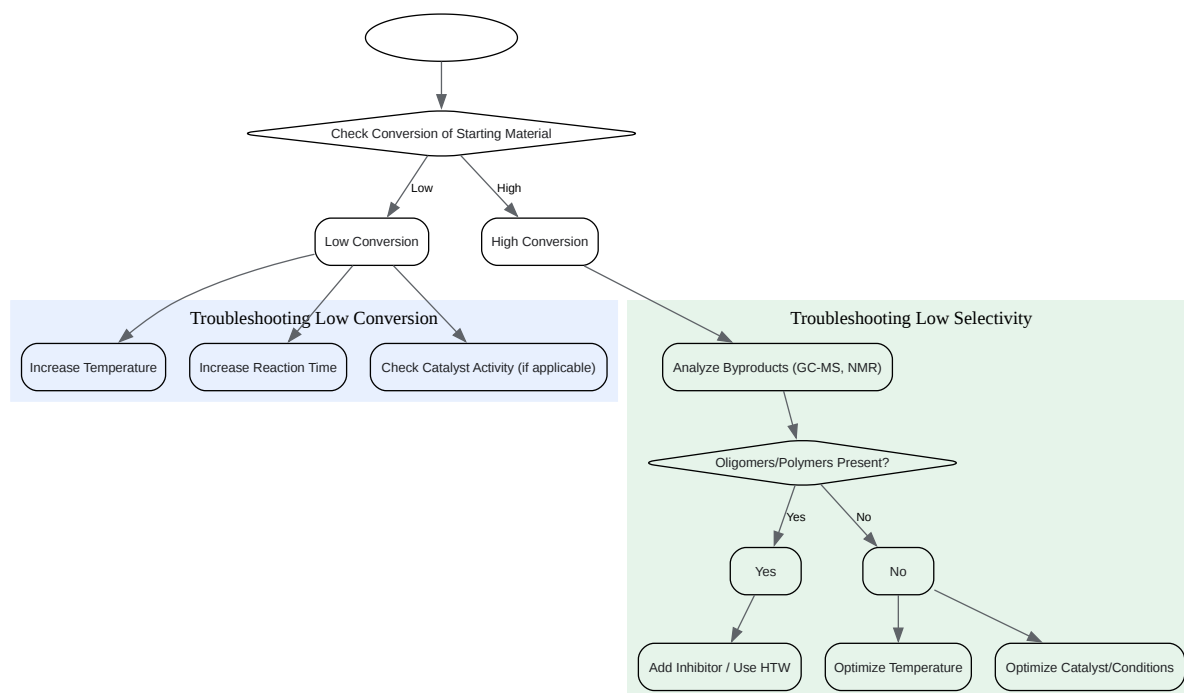 Check Conversion of Starting Material
Low
High
Low Conversion
High Conversion
Troubleshooting Low Conversion
Troubleshooting Low Selectivity
Increase Temperature
Increase Reaction Time
Check Catalyst Activity (if applicable)
Analyze Byproducts (GC-MS, NMR)
Oligomers/Polymers Present?
Yes
No
Yes
No
Add Inhibitor / Use HTW
Optimize Temperature
Optimize Catalyst/Conditions